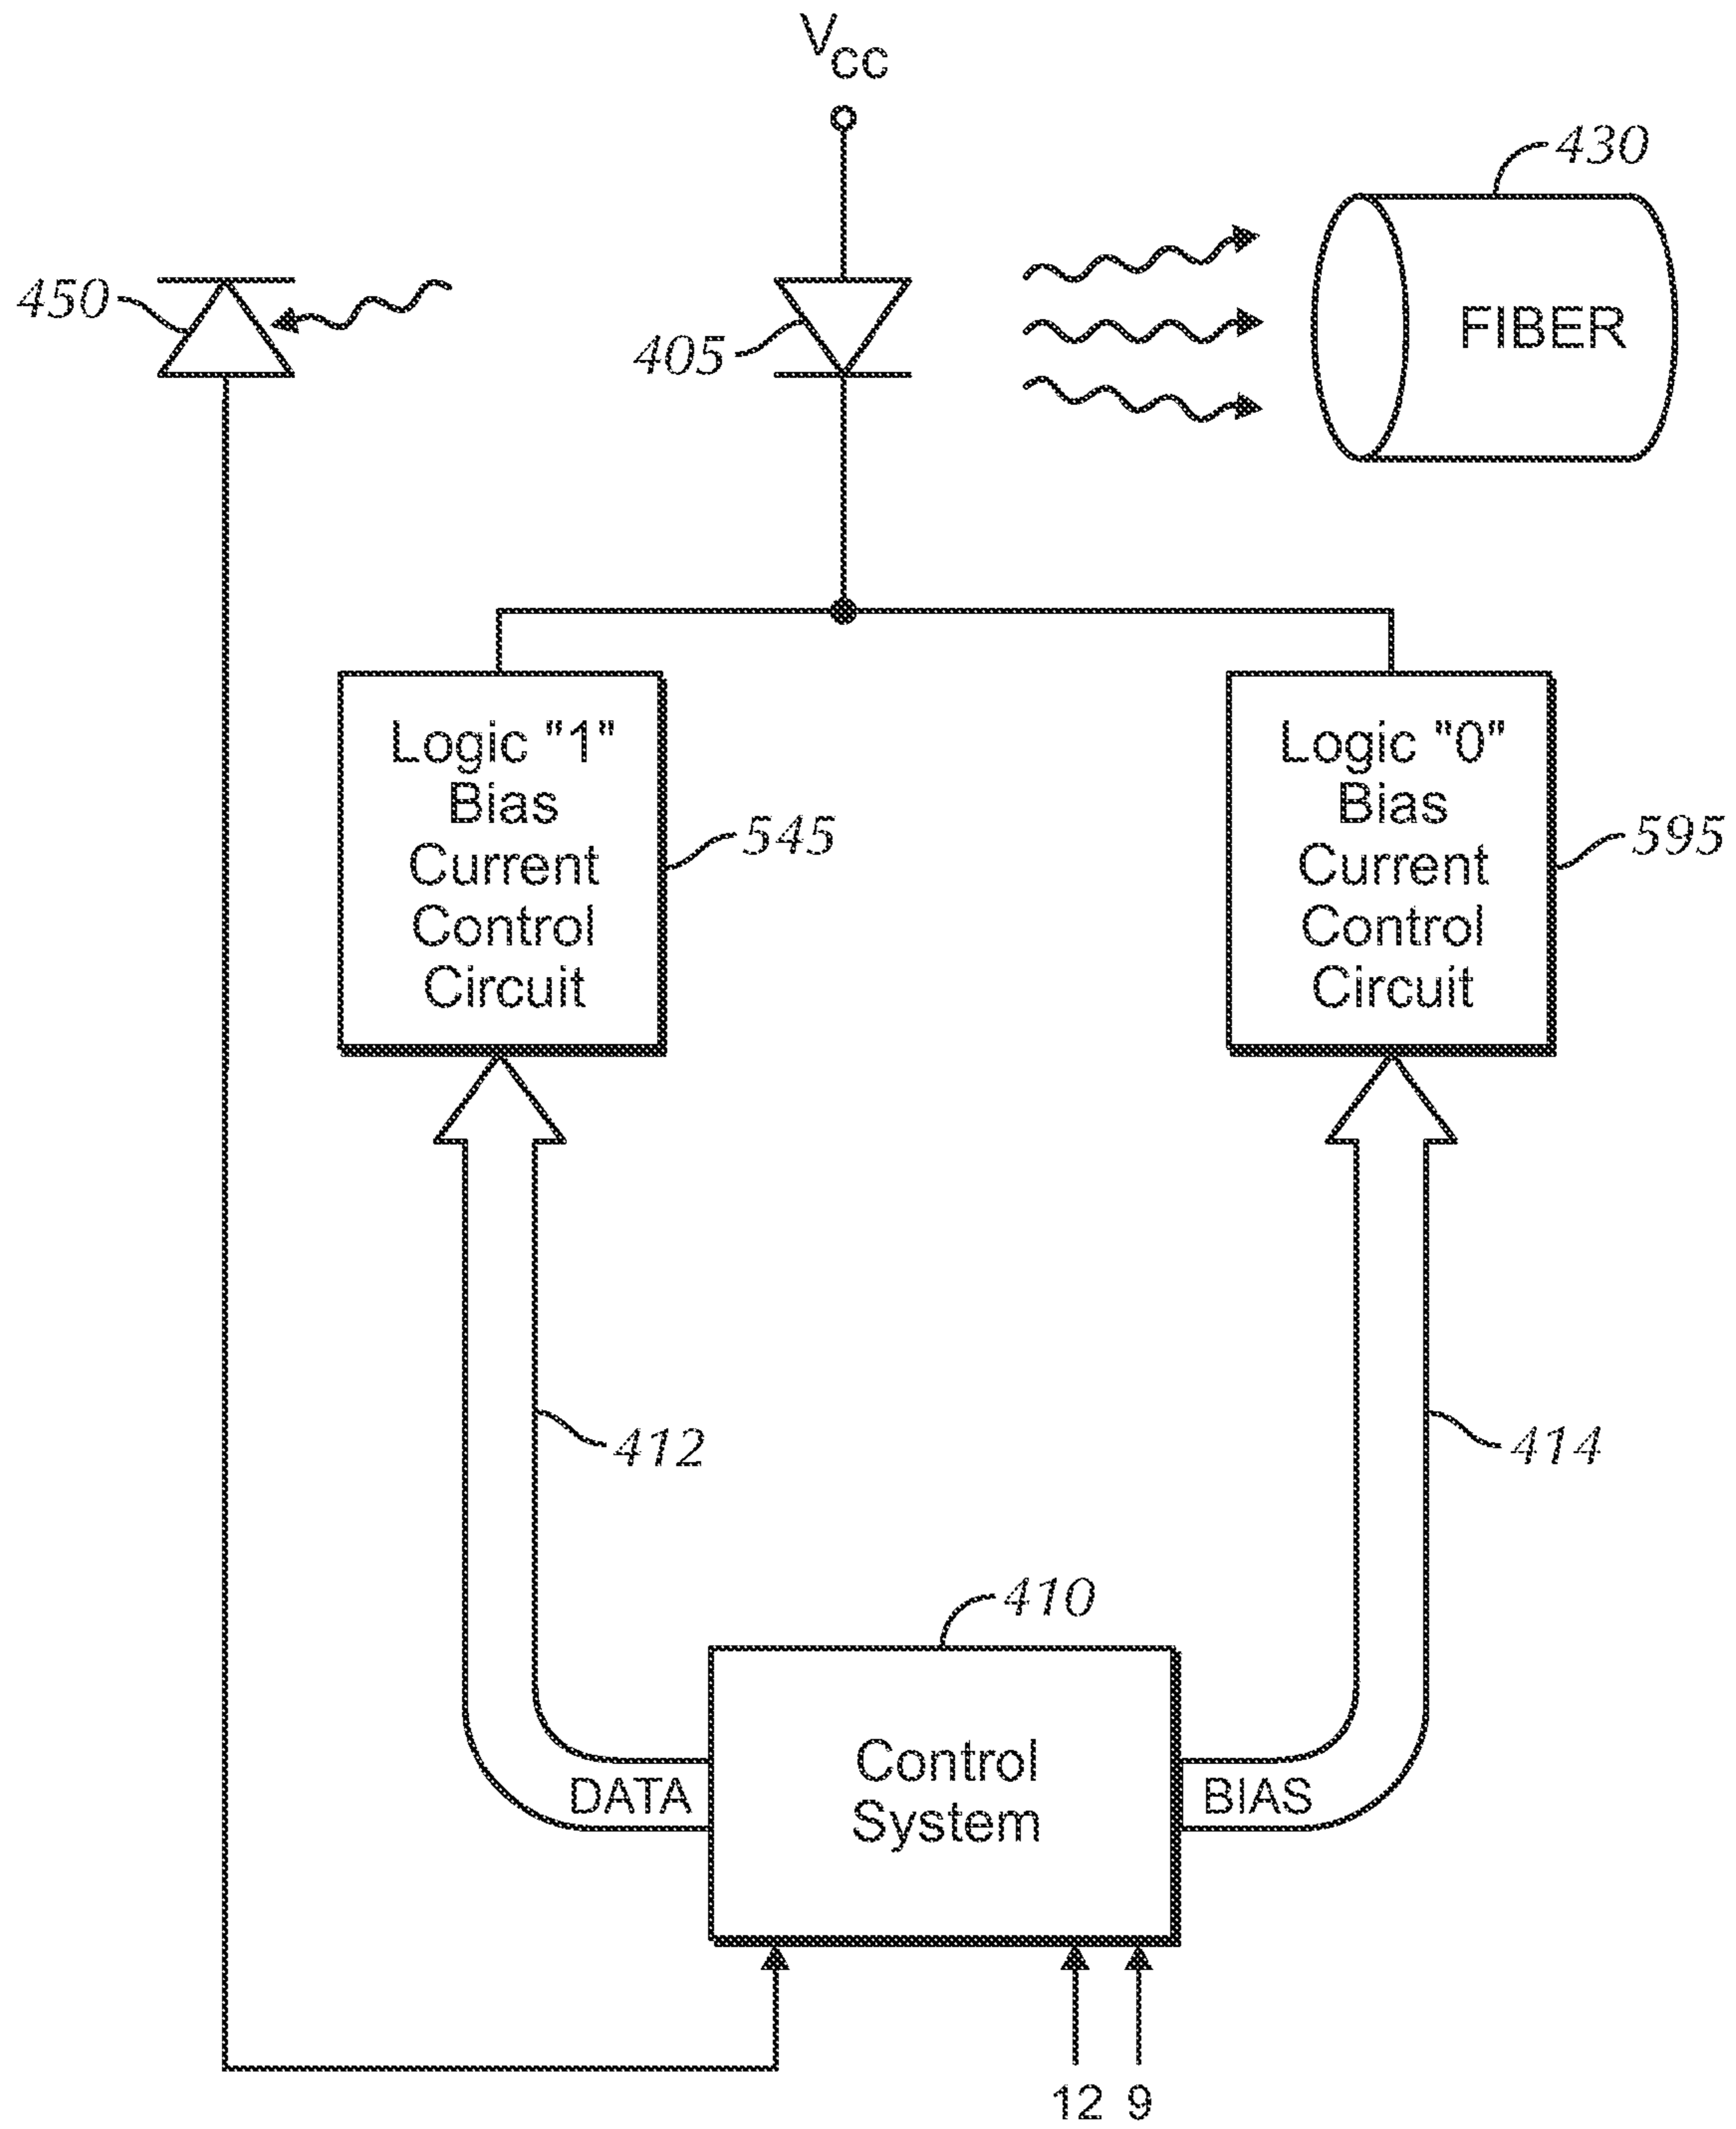 VCC
430
450
405
FIBER
Logic "1"
Bias
Current
Control
Circuit
545
Logic "0"
Bias
Current
Control
Circuit
595
412
414
410
Control
System
DATA
BIAS
12 9